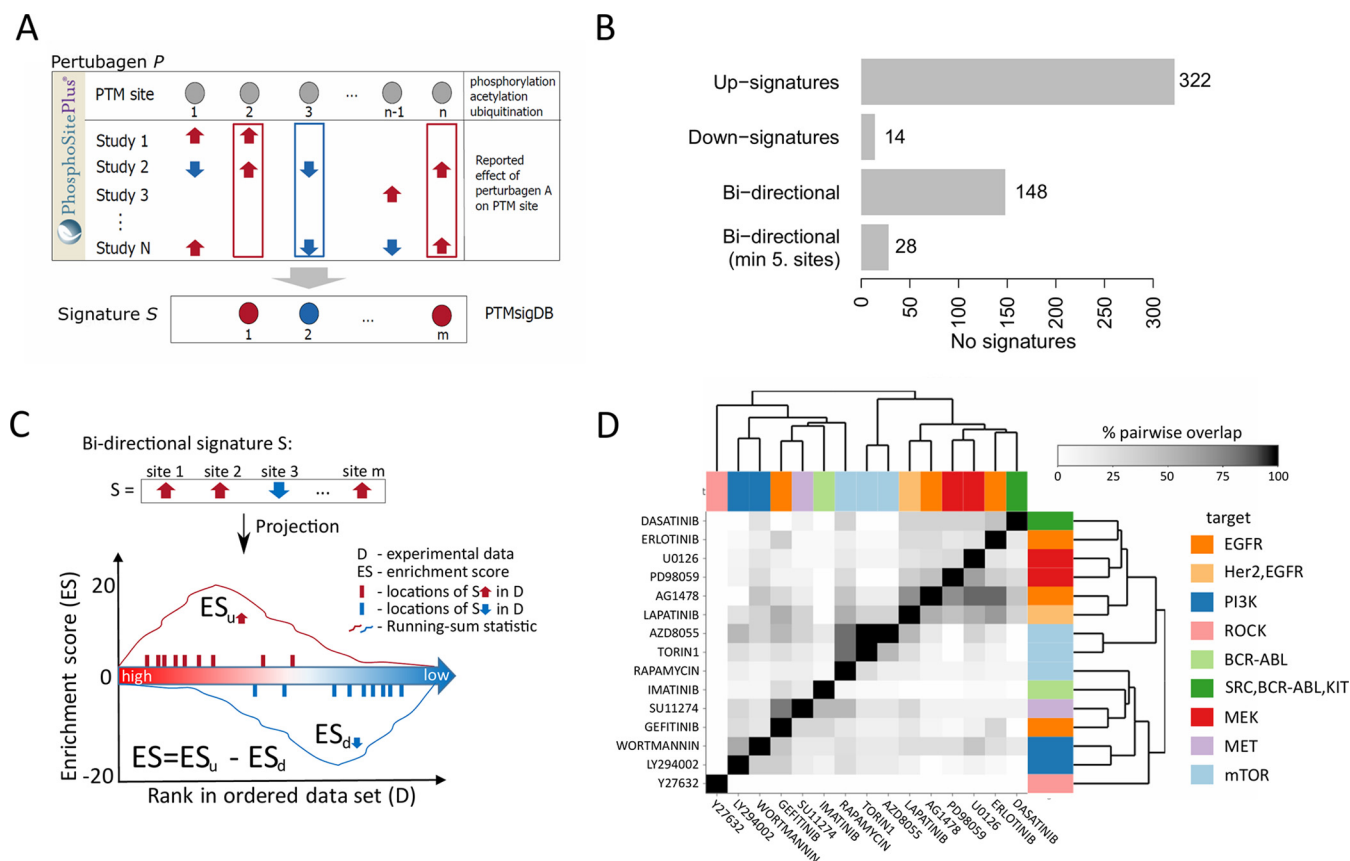 A
Pertubagen P
PhosphoSitePlus®
PTM site
1 2 3 ... n-1 n
phosphorylation
acetylation
ubiquitination
Study 1
Study 2
Study 3
⋮
Study N
Reported
effect of
perturbagen A
on PTM site
Signature S
1 2 ... m
PTMsigDB
B
Up−signatures
322
Down−signatures
14
Bi−directional
148
Bi−directional
(min 5. sites)
28
0 50 100 150 200 250 300
No signatures
C
Bi-directional signature S:
site 1 site 2 site 3 ... site m
S =
Projection
D - experimental data
ES - enrichment score
- locations of S in D
- locations of S in D
- Running-sum statistic
Enrichment score (ES)
20
0
-20
ESu
high
low
ESd
ES=ESu - ESd
Rank in ordered data set (D)
D
% pairwise overlap
0 25 50 75 100
t
DASATINIB
ERLOTINIB
U0126
PD98059
AG1478
LAPATINIB
AZD8055
TORIN1
RAPAMYCIN
IMATINIB
SU11274
GEFITINIB
WORTMANNIN
LY294002
Y27632
Y27632
LY294002
WORTMANNIN
GEFITINIB
SU11274
IMATINIB
RAPAMYCIN
TORIN1
AZD8055
LAPATINIB
AG1478
PD98059
U0126
ERLOTINIB
DASATINIB
target
EGFR
Her2,EGFR
PI3K
ROCK
BCR-ABL
SRC,BCR-ABL,KIT
MEK
MET
mTOR